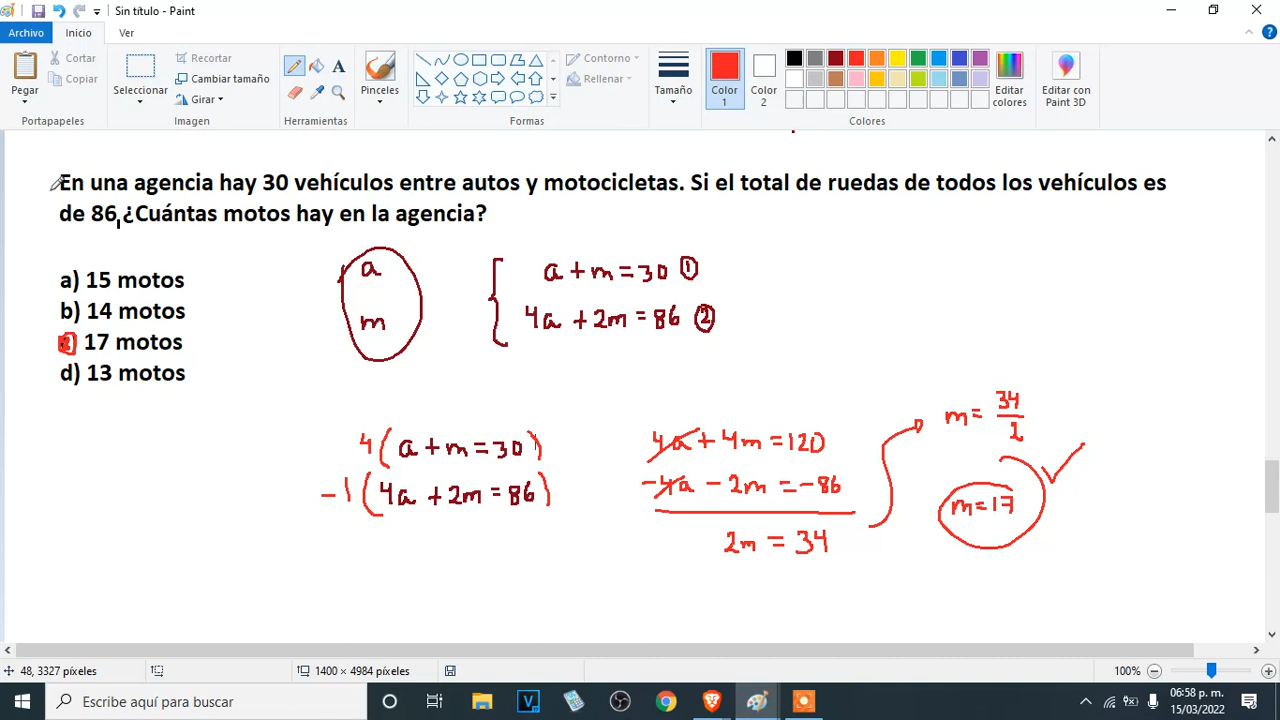 Sin título - Paint
Archivo Inicio Ver
Pegar
Cortar
Copiar
Portapapeles
Seleccionar
Recortar
Cambiar tamaño
Girar
Imagen
A
Herramientas
Pinceles
Contorno
Rellenar
Formas
Tamaño
Color 1
Color 2
Editar colores
Editar con Paint 3D
Colores
En una agencia hay 30 vehículos entre autos y motocicletas. Si el total de ruedas de todos los vehículos es
de 86,¿Cuántas motos hay en la agencia?
a) 15 motos
b) 14 motos
17 motos
d) 13 motos
a
m
a + m = 30 1
4a + 2m = 86 2
4 ( a + m = 30 )
-1 ( 4a + 2m = 86 )
4a + 4m = 120
-4a - 2m = -86
2m = 34
m = 34/2
m = 17
48, 3327 píxeles
1400 × 4984 píxeles
100%
Escribe aquí para buscar
06:58 p. m.
15/03/2022